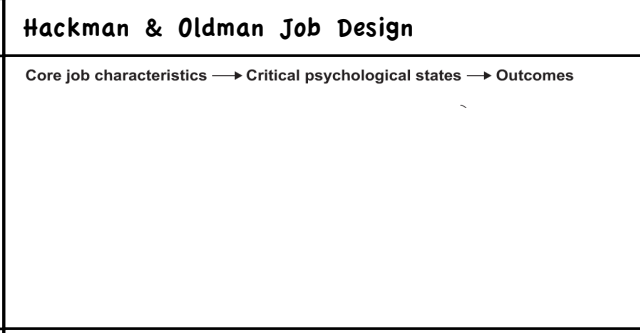 Hackman & Oldman Job Design
Core job characteristics → Critical psychological states → Outcomes